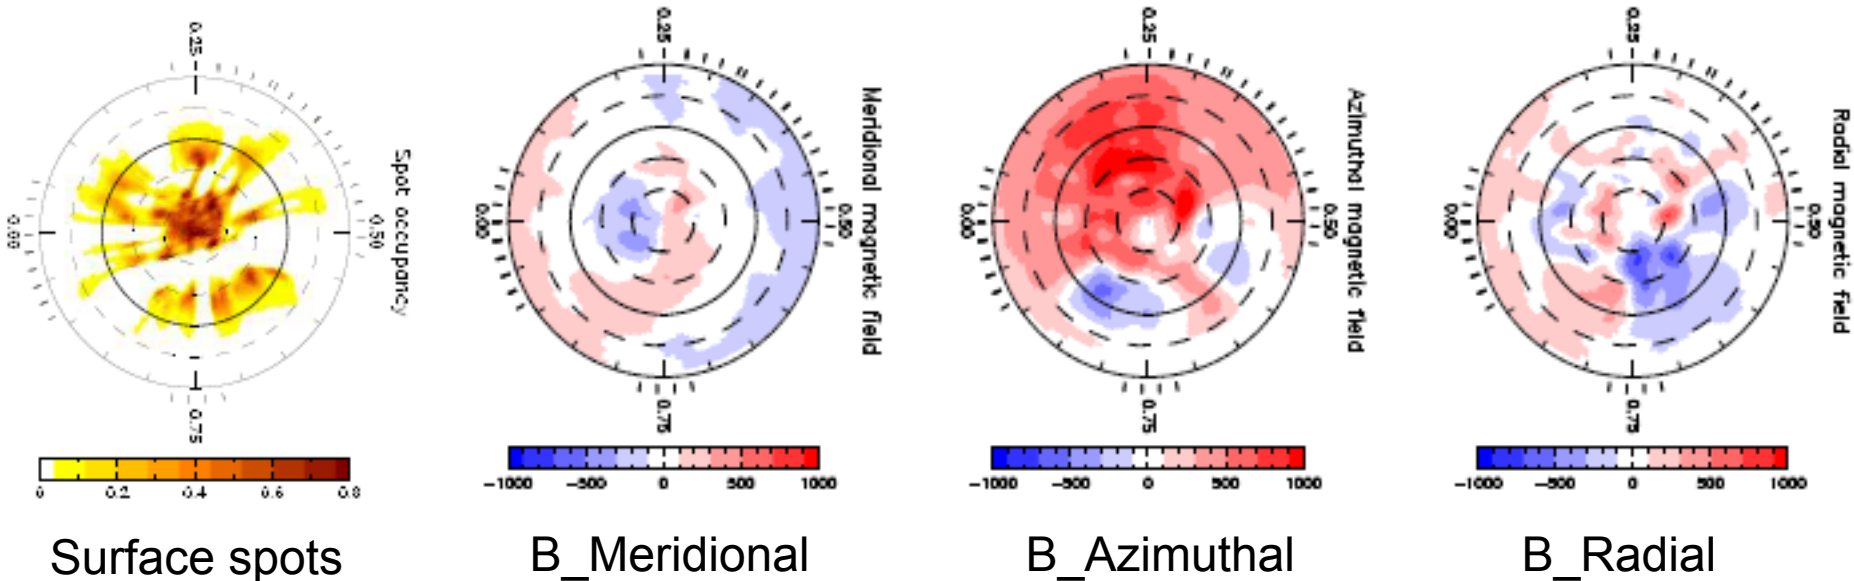 0.25
0.00
0.50
0.75
Spot occupancy
0 0.2 0.4 0.6 0.8
Surface spots
0.25
0.00
0.50
0.75
Meridional magnetic field
−1000 −500 0 500 1000
B_Meridional
0.25
0.00
0.50
0.75
Azimuthal magnetic field
−1000 −500 0 500 1000
B_Azimuthal
0.25
0.00
0.50
0.75
Radial magnetic field
−1000 −500 0 500 1000
B_Radial